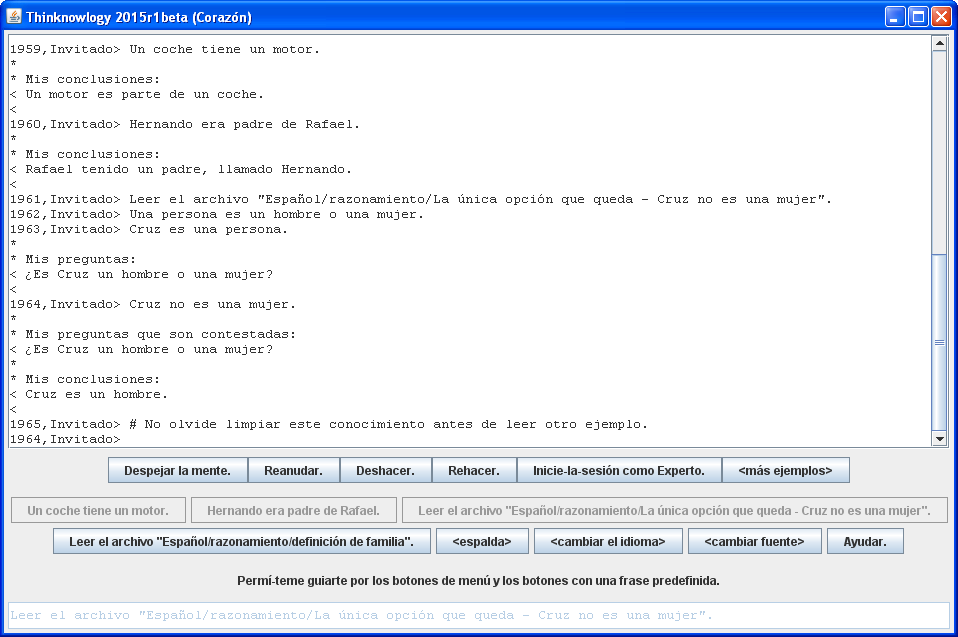 Thinknowlogy 2015r1beta (Corazón)
1959,Invitado> Un coche tiene un motor.
*
* Mis conclusiones:
< Un motor es parte de un coche.
<
1960,Invitado> Hernando era padre de Rafael.
*
* Mis conclusiones:
< Rafael tenido un padre, llamado Hernando.
<
1961,Invitado> Leer el archivo "Español/razonamiento/La única opción que queda - Cruz no es una mujer".
1962,Invitado> Una persona es un hombre o una mujer.
1963,Invitado> Cruz es una persona.
*
* Mis preguntas:
< ¿Es Cruz un hombre o una mujer?
<
1964,Invitado> Cruz no es una mujer.
*
* Mis preguntas que son contestadas:
< ¿Es Cruz un hombre o una mujer?
*
* Mis conclusiones:
< Cruz es un hombre.
<
1965,Invitado> # No olvide limpiar este conocimiento antes de leer otro ejemplo.
1964,Invitado>
Despejar la mente. Reanudar. Deshacer. Rehacer. Inicie-la-sesión como Experto. <más ejemplos>
Un coche tiene un motor. Hernando era padre de Rafael. Leer el archivo "Español/razonamiento/La única opción que queda - Cruz no es una mujer".
Leer el archivo "Español/razonamiento/definición de familia". <espalda> <cambiar el idioma> <cambiar fuente> Ayudar.
Permí-teme guiarte por los botones de menú y los botones con una frase predefinida.
Leer el archivo "Español/razonamiento/La única opción que queda - Cruz no es una mujer".